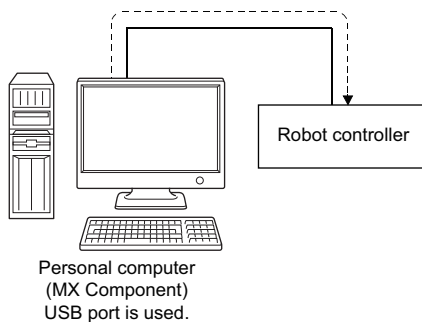 Robot controller
Personal computer
(MX Component)
USB port is used.